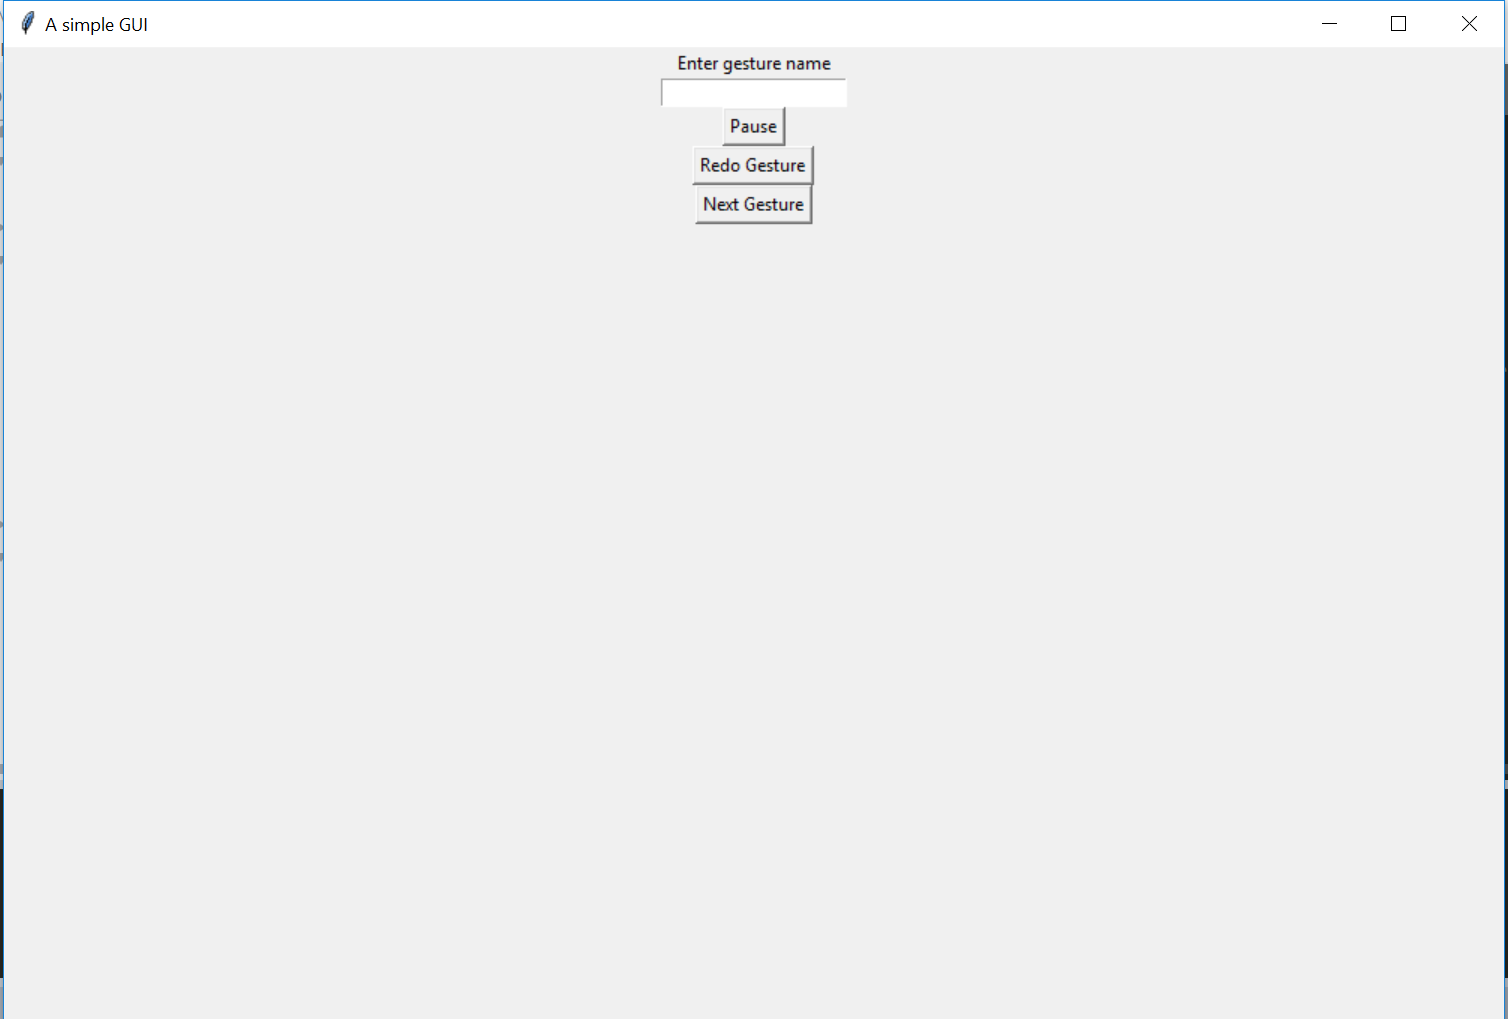 A simple GUI
Enter gesture name
Pause
Redo Gesture
Next Gesture